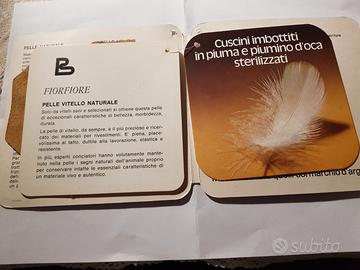 PELLE
B
FIORFIORE
PELLE VITELLO NATURALE
Solo da vitelli sani e selezionati si ottiene questa pelle
di eccezionali caratteristiche di bellezza, morbidezza,
durata.
La pelle di vitello, da sempre, è il più prezioso e ricer-
cato dei materiali per rivestimenti. E' piena, piace-
volissima al tatto, duttile alla lavorazione, elastica e
resistente.
In più, esperti conciatori hanno volutamente mante-
nuto nella pelle i segni naturali dell'animale proprio
per conservare intatte le essenziali caratteristiche di
un materiale vivo e autentico.
Cuscini imbottiti
in piuma e piumino d'oca
sterilizzati
subito